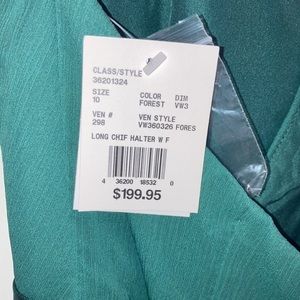 CLASS/STYLE
36201324
SIZE COLOR DIM
10 FOREST VW3
VEN # VEN STYLE
298 VW360326 FORES
LONG CHIF HALTER W F
4 36200 18532 0
$199.95